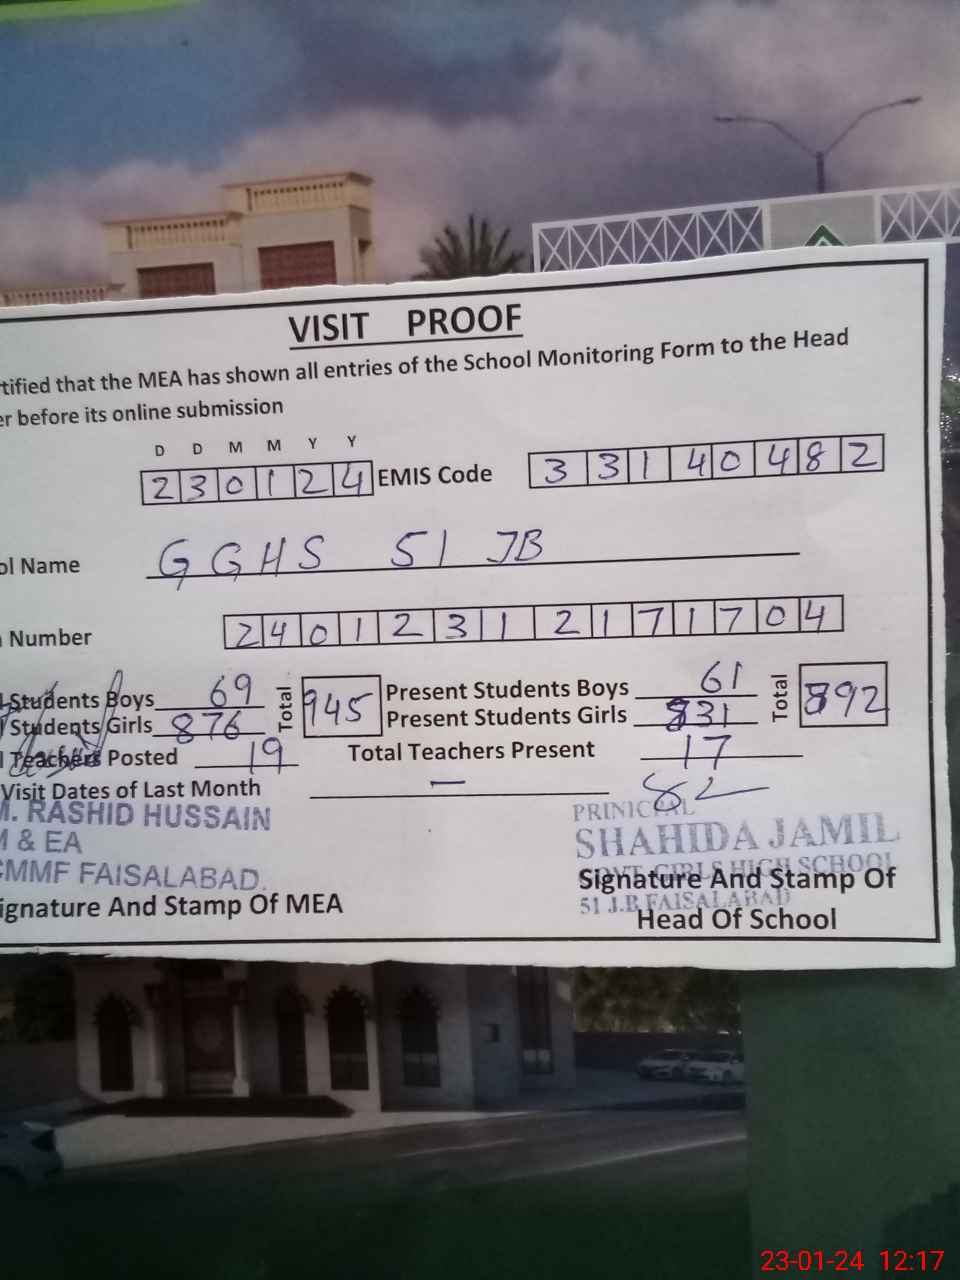 VISIT PROOF
rtified that the MEA has shown all entries of the School Monitoring Form to the Head
er before its online submission
D D M M Y Y
230124 EMIS Code 33140482
ol Name GGHS 51 JB
Number 24012312171704
Students Boys 69 Total 945 Present Students Boys 61 Total 892
Students Girls 876 Present Students Girls 831
Teachers Posted 19 Total Teachers Present 17
Visit Dates of Last Month —
M. RASHID HUSSAIN
PRINICPAL
M & EA
SHAHIDA JAMIL
CMMF FAISALABAD.
GOVT. GIRLS HIGH SCHOOL
51 J.B FAISALABAD
ignature And Stamp Of MEA
Signature And Stamp Of
Head Of School
23-01-24 12:17